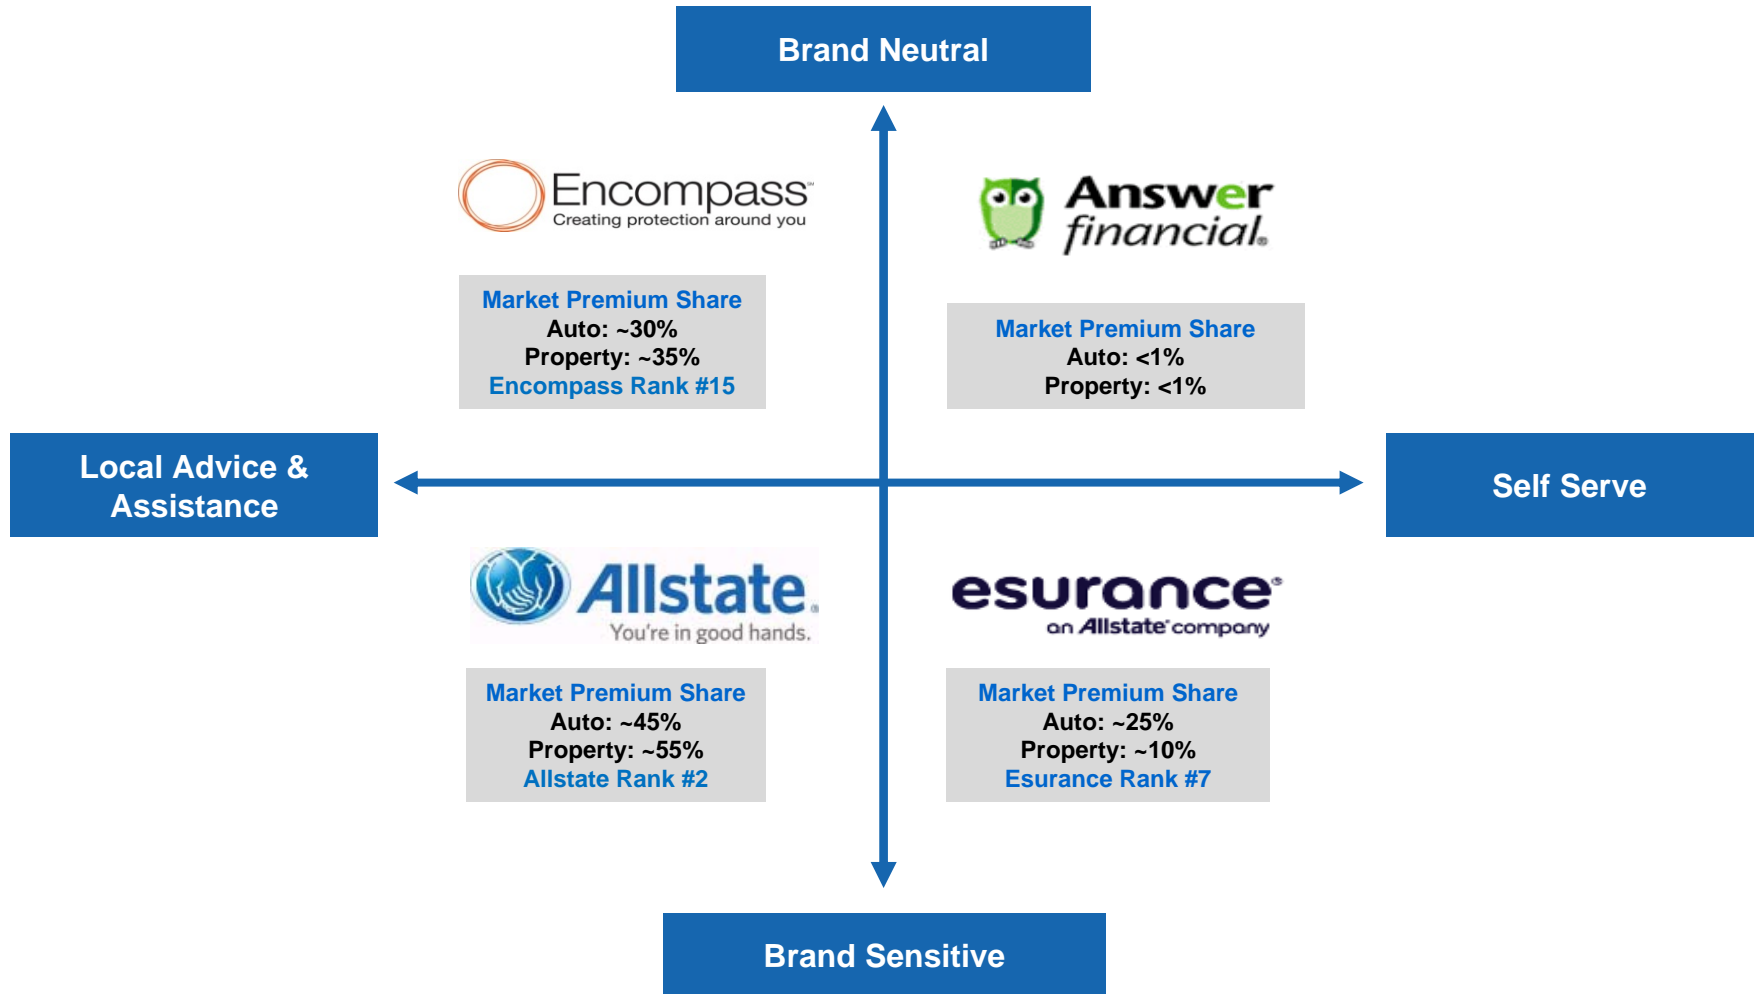 Brand Neutral
Encompass℠
Creating protection around you
Market Premium Share
Auto: ~30%
Property: ~35%
Encompass Rank #15
Answer
financial®
Market Premium Share
Auto: <1%
Property: <1%
Local Advice &
Assistance
Self Serve
Allstate®
You're in good hands.
Market Premium Share
Auto: ~45%
Property: ~55%
Allstate Rank #2
esurance®
an Allstate® company
Market Premium Share
Auto: ~25%
Property: ~10%
Esurance Rank #7
Brand Sensitive